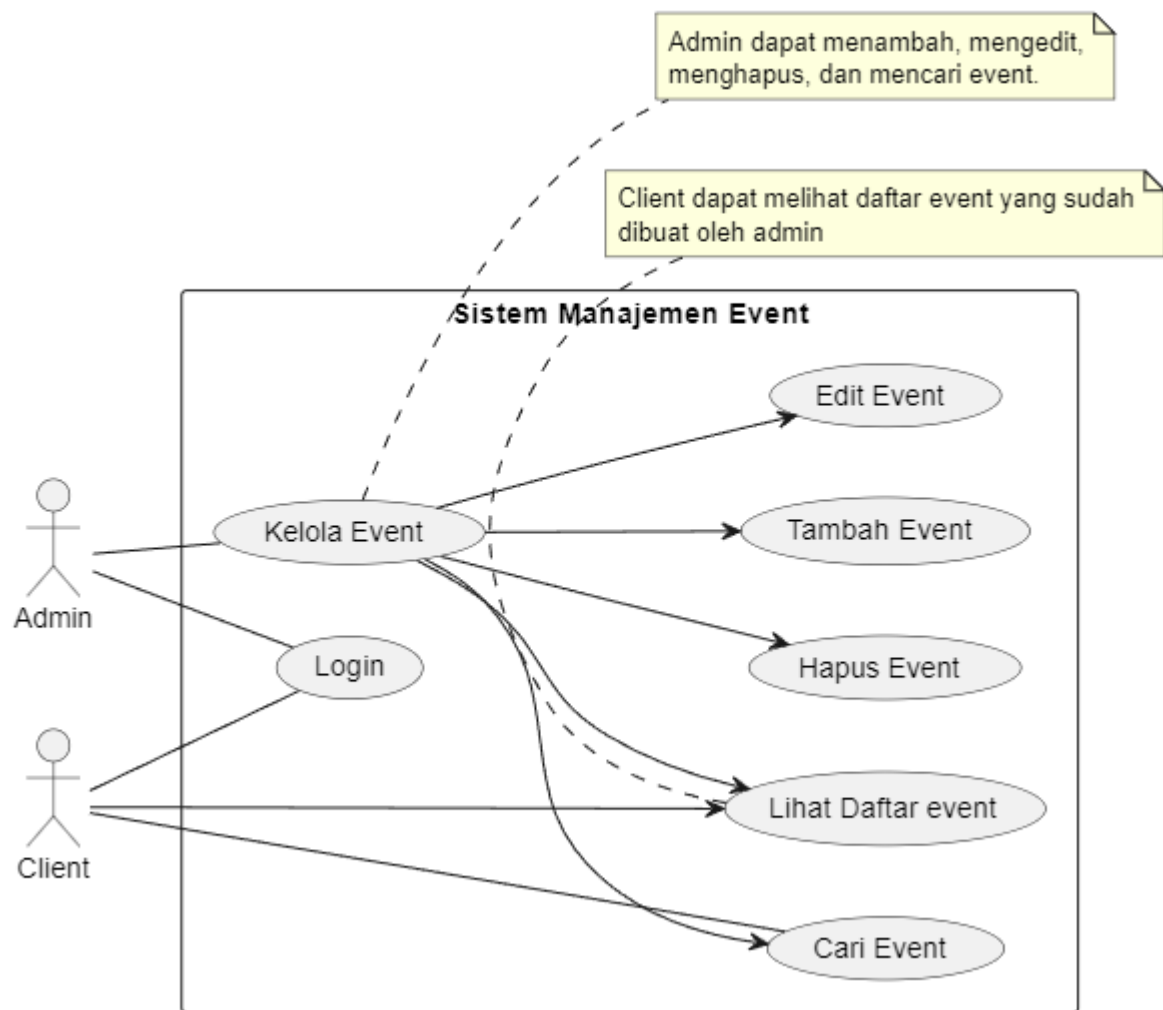 Admin dapat menambah, mengedit,
menghapus, dan mencari event.
Client dapat melihat daftar event yang sudah
dibuat oleh admin
Sistem Manajemen Event
Edit Event
Kelola Event
Tambah Event
Admin
Login
Hapus Event
Lihat Daftar event
Client
Cari Event